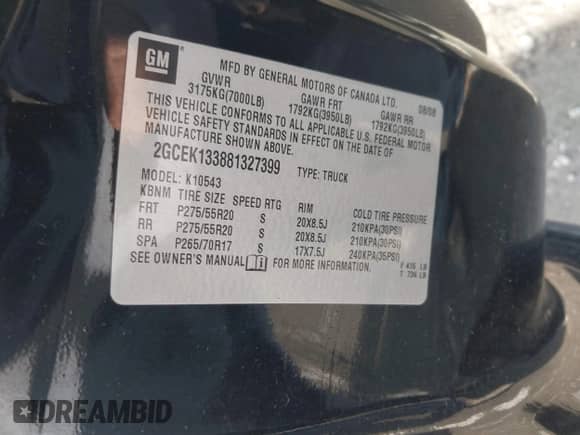 GM
MFD BY GENERAL MOTORS OF CANADA LTD. 08/08
GVWR GAWR FRT GAWR RR
3175KG(7000LB) 1792KG(3950LB) 1792KG(3950LB)
THIS VEHICLE CONFORMS TO ALL APPLICABLE U.S. FEDERAL MOTOR
VEHICLE SAFETY STANDARDS IN EFFECT ON THE DATE OF
MANUFACTURE SHOWN ABOVE.
2GCEK133881327399 TYPE: TRUCK
MODEL: K10543
KBNM TIRE SIZE SPEED RTG RIM COLD TIRE PRESSURE
FRT P275/55R20 S 20X8.5J 210KPA(30PSI)
RR P275/55R20 S 20X8.5J 210KPA(30PSI)
SPA P265/70R17 S 17X7.5J 240KPA(35PSI)
SEE OWNER'S MANUAL FOR MORE INFORMATION.
LB
T LB
DREAMBID